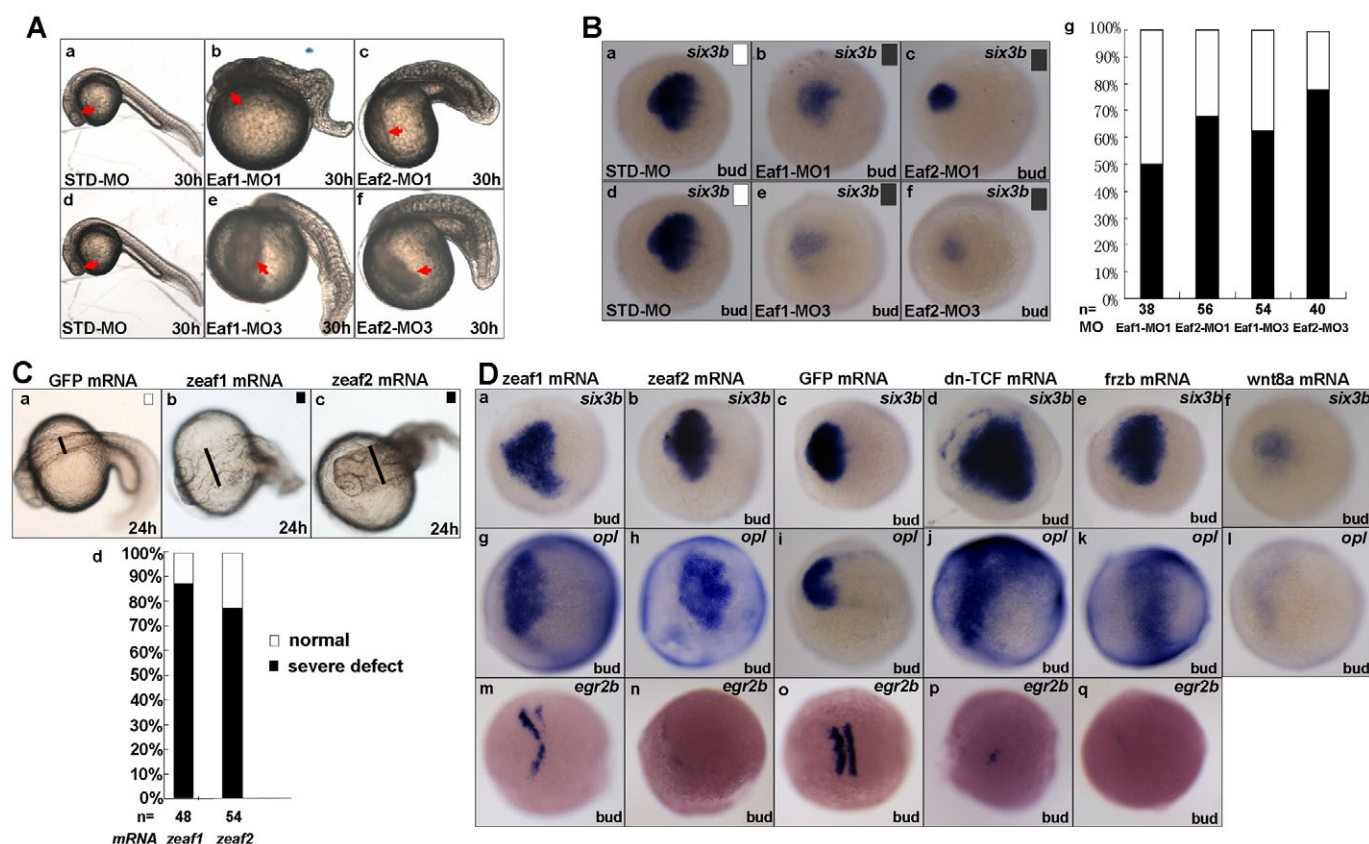 A
a
b
c
STD-MO 30h
Eaf1-MO1 30h
Eaf2-MO1 30h
d
e
f
STD-MO 30h
Eaf1-MO3 30h
Eaf2-MO3 30h
B
a six3b
b six3b
c six3b
STD-MO bud
Eaf1-MO1 bud
Eaf2-MO1 bud
d six3b
e six3b
f six3b
STD-MO bud
Eaf1-MO3 bud
Eaf2-MO3 bud
g
100%
90%
80%
70%
60%
50%
40%
30%
20%
10%
0%
n= 38 56 54 40
MO Eaf1-MO1 Eaf2-MO1 Eaf1-MO3 Eaf2-MO3
C
GFP mRNA zeaf1 mRNA zeaf2 mRNA
a
b
c
24h
24h
24h
d
100%
90%
80%
70%
60%
50%
40%
30%
20%
10%
0%
n= 48 54
mRNA zeaf1 zeaf2
normal
severe defect
D
zeaf1 mRNA zeaf2 mRNA GFP mRNA dn-TCF mRNA frzb mRNA wnt8a mRNA
a six3b
b six3b
c six3b
d six3b
e six3b
f six3b
bud
bud
bud
bud
bud
bud
g opl
h opl
i opl
j opl
k opl
l opl
bud
bud
bud
bud
bud
bud
m egr2b
n egr2b
o egr2b
p egr2b
q egr2b
bud
bud
bud
bud
bud